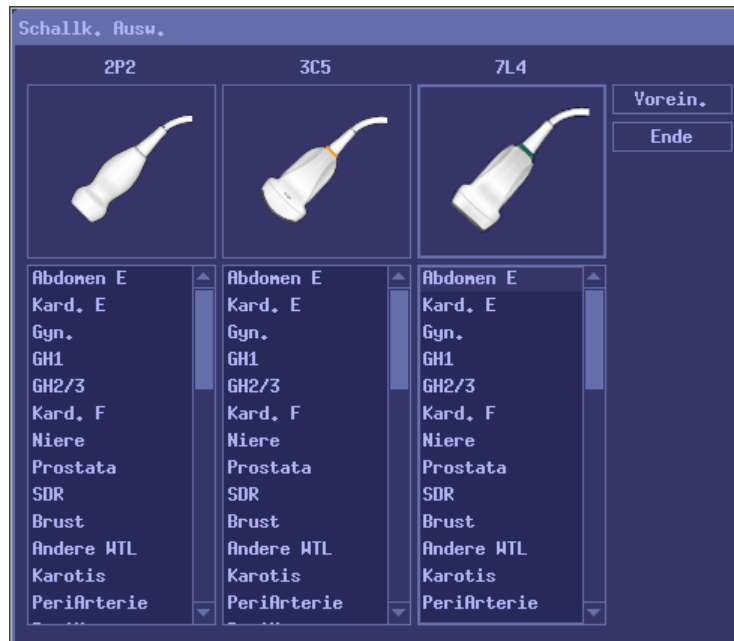 Schallk. Ausw.
2P2
3C5
7L4
Vorein.
Ende
Abdomen E
Kard. E
Gyn.
GH1
GH2/3
Kard. F
Niere
Prostata
SDR
Brust
Andere WTL
Karotis
PeriArterie
Abdomen E
Kard. E
Gyn.
GH1
GH2/3
Kard. F
Niere
Prostata
SDR
Brust
Andere WTL
Karotis
PeriArterie
Abdomen E
Kard. E
Gyn.
GH1
GH2/3
Kard. F
Niere
Prostata
SDR
Brust
Andere WTL
Karotis
PeriArterie